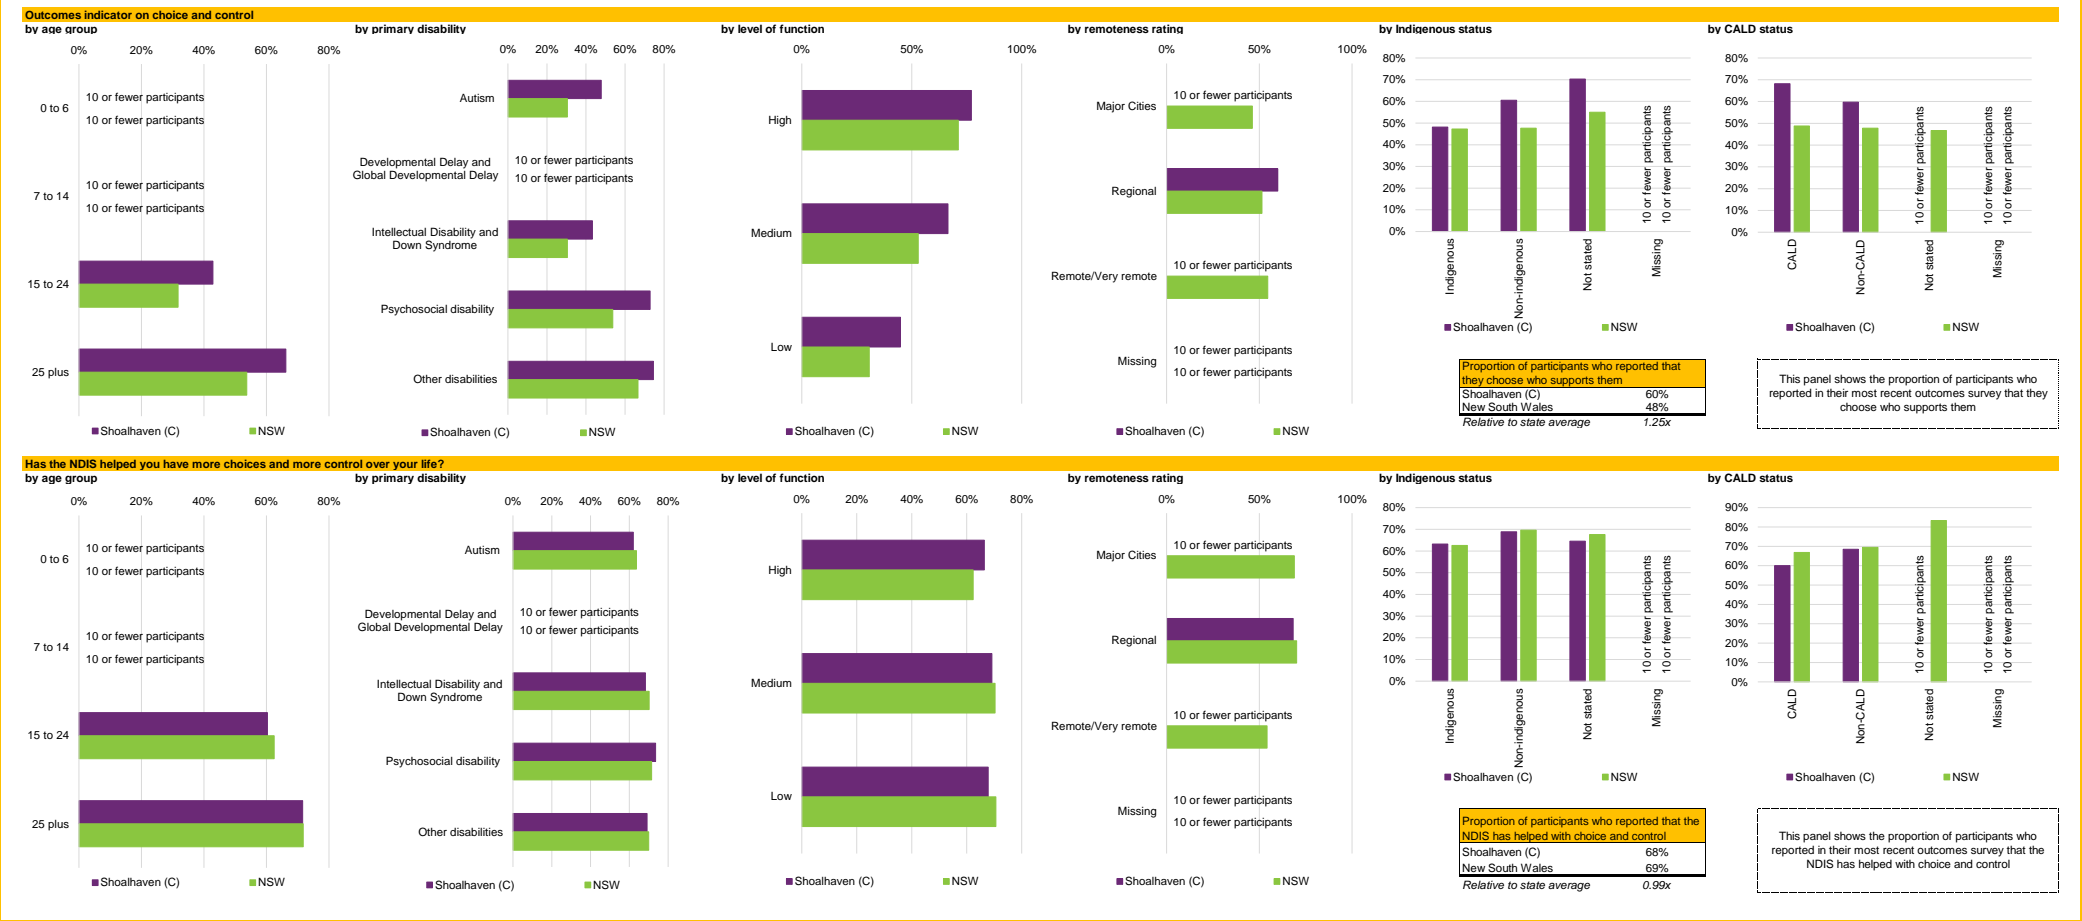 Outcomes indicator on choice and control
by age group
0% 20% 40% 60% 80%
0 to 6
10 or fewer participants
10 or fewer participants
7 to 14
10 or fewer participants
10 or fewer participants
15 to 24
25 plus
Shoalhaven (C) NSW
by primary disability
0% 20% 40% 60% 80%
Autism
Developmental Delay and
Global Developmental Delay
10 or fewer participants
10 or fewer participants
Intellectual Disability and
Down Syndrome
Psychosocial disability
Other disabilities
Shoalhaven (C) NSW
by level of function
0% 50% 100%
High
Medium
Low
Shoalhaven (C) NSW
by remoteness rating
0% 50% 100%
Major Cities
10 or fewer participants
Regional
Remote/Very remote
10 or fewer participants
Missing
10 or fewer participants
10 or fewer participants
Shoalhaven (C) NSW
by Indigenous status
80%
70%
60%
50%
40%
30%
20%
10%
0%
10 or fewer participants
10 or fewer participants
Indigenous
Non-indigenous
Not stated
Missing
Shoalhaven (C) NSW
by CALD status
80%
70%
60%
50%
40%
30%
20%
10%
0%
10 or fewer participants
10 or fewer participants
10 or fewer participants
CALD
Non-CALD
Not stated
Missing
Shoalhaven (C) NSW
Proportion of participants who reported that
they choose who supports them
Shoalhaven (C) 60%
New South Wales 48%
Relative to state average 1.25x
This panel shows the proportion of participants who
reported in their most recent outcomes survey that they
choose who supports them
Has the NDIS helped you have more choices and more control over your life?
by age group
0% 20% 40% 60% 80%
0 to 6
10 or fewer participants
10 or fewer participants
7 to 14
10 or fewer participants
10 or fewer participants
15 to 24
25 plus
Shoalhaven (C) NSW
by primary disability
0% 20% 40% 60% 80%
Autism
Developmental Delay and
Global Developmental Delay
10 or fewer participants
10 or fewer participants
Intellectual Disability and
Down Syndrome
Psychosocial disability
Other disabilities
Shoalhaven (C) NSW
by level of function
0% 20% 40% 60% 80%
High
Medium
Low
Shoalhaven (C) NSW
by remoteness rating
0% 50% 100%
Major Cities
10 or fewer participants
Regional
Remote/Very remote
10 or fewer participants
Missing
10 or fewer participants
10 or fewer participants
Shoalhaven (C) NSW
by Indigenous status
80%
70%
60%
50%
40%
30%
20%
10%
0%
10 or fewer participants
10 or fewer participants
Indigenous
Non-indigenous
Not stated
Missing
Shoalhaven (C) NSW
by CALD status
90%
80%
70%
60%
50%
40%
30%
20%
10%
0%
10 or fewer participants
10 or fewer participants
10 or fewer participants
CALD
Non-CALD
Not stated
Missing
Shoalhaven (C) NSW
Proportion of participants who reported that the
NDIS has helped with choice and control
Shoalhaven (C) 68%
New South Wales 69%
Relative to state average 0.99x
This panel shows the proportion of participants who
reported in their most recent outcomes survey that the
NDIS has helped with choice and control